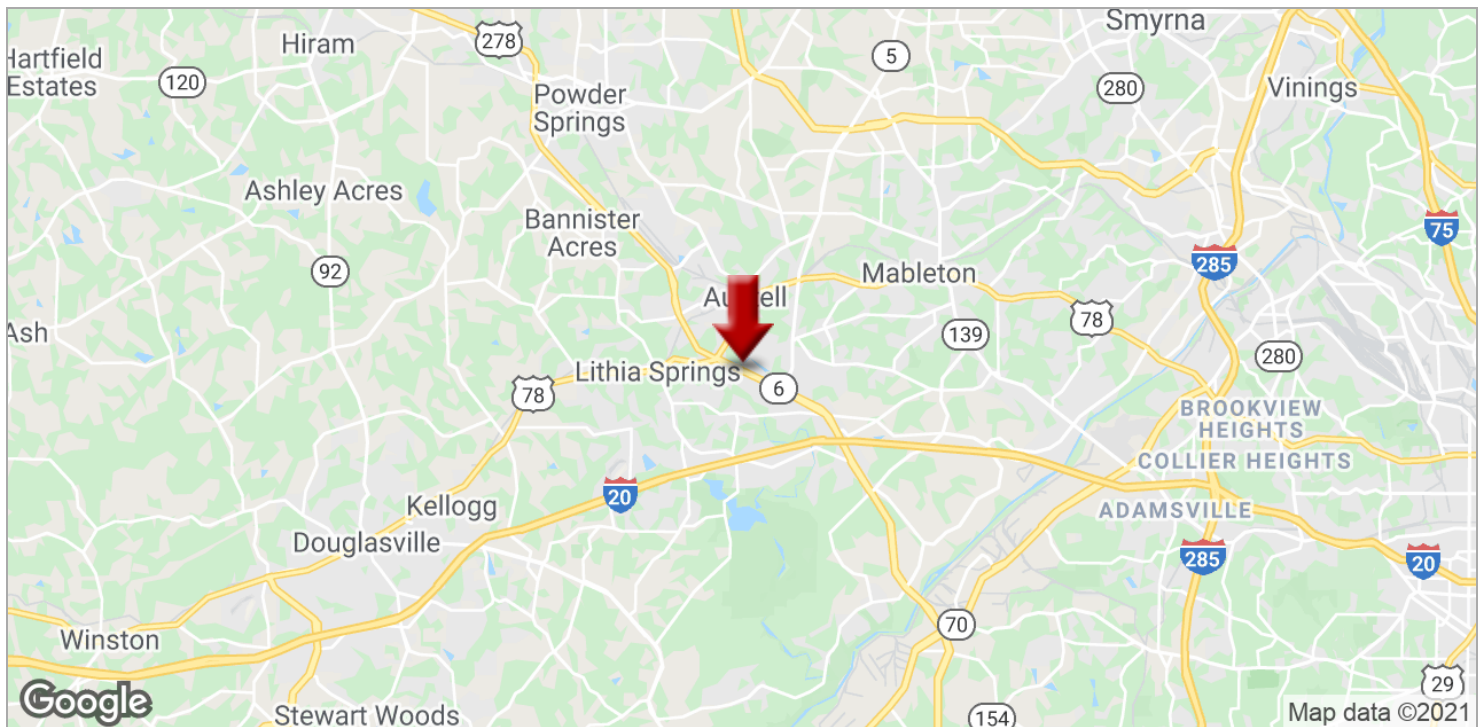 Smyrna
Hiram
278
5
Hartfield
Estates
120
280
Vinings
Powder
Springs
Ashley Acres
Bannister
Acres
75
92
285
Mableton
78
Ash
139
280
Lithia Springs
6
78
BROOKVIEW
HEIGHTS
COLLIER HEIGHTS
20
Kellogg
ADAMSVILLE
Douglasville
285
20
70
Winston
29
Google
Stewart Woods
154
Map data ©2021